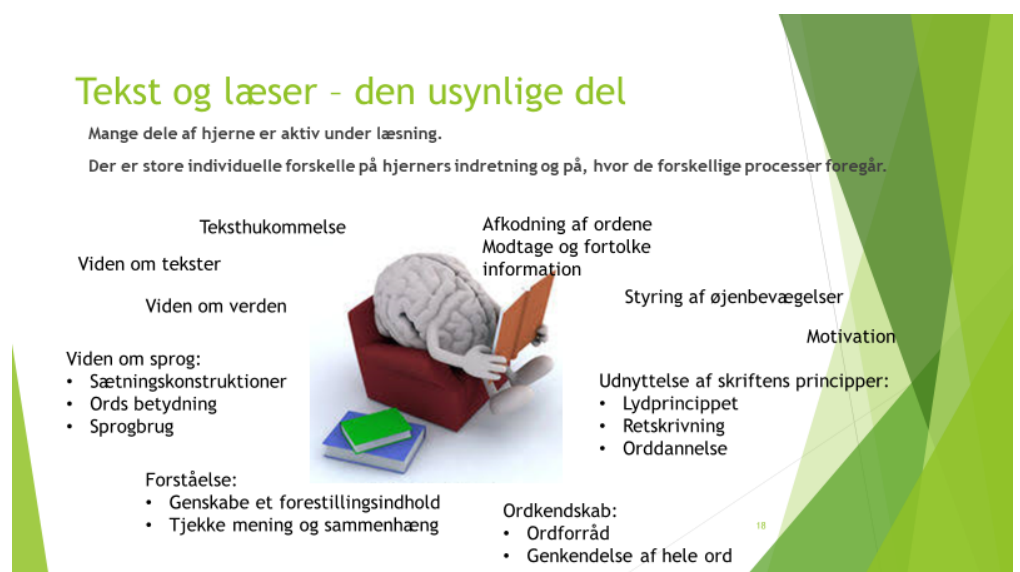 Tekst og læser – den usynlige del
Mange dele af hjerne er aktiv under læsning.
Der er store individuelle forskelle på hjerners indretning og på, hvor de forskellige processer foregår.
Teksthukommelse
Afkodning af ordene
Modtage og fortolke
information
Viden om tekster
Viden om verden
Styring af øjenbevægelser
Motivation
Viden om sprog:
• Sætningskonstruktioner
• Ords betydning
• Sprogbrug
Udnyttelse af skriftens principper:
• Lydprincippet
• Retskrivning
• Orddannelse
Forståelse:
• Genskabe et forestillingsindhold
• Tjekke mening og sammenhæng
Ordkendskab:
• Ordforråd
• Genkendelse af hele ord
18